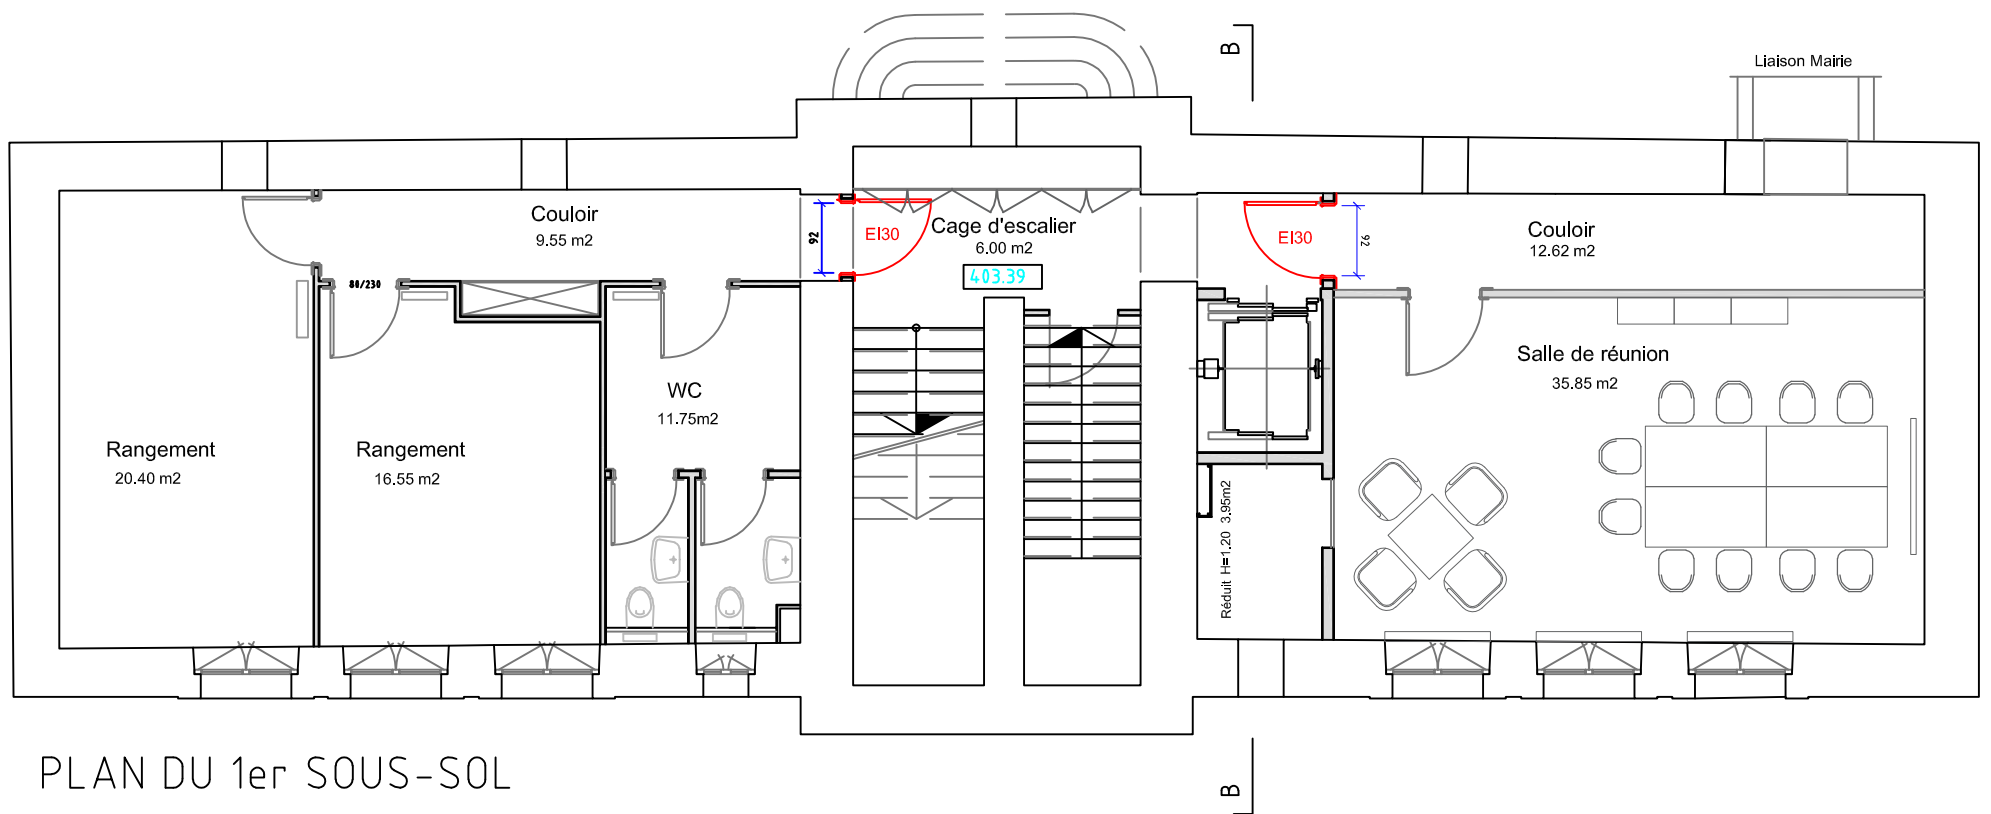 B
Liaison Mairie
Couloir
9.55 m2
92
EI30
Cage d'escalier
6.00 m2
403.39
EI30
92
Couloir
12.62 m2
80/230
Salle de réunion
35.85 m2
WC
11.75m2
Rangement
20.40 m2
Rangement
16.55 m2
Réduit H=1.20 3.95m2
PLAN DU 1er SOUS-SOL
B